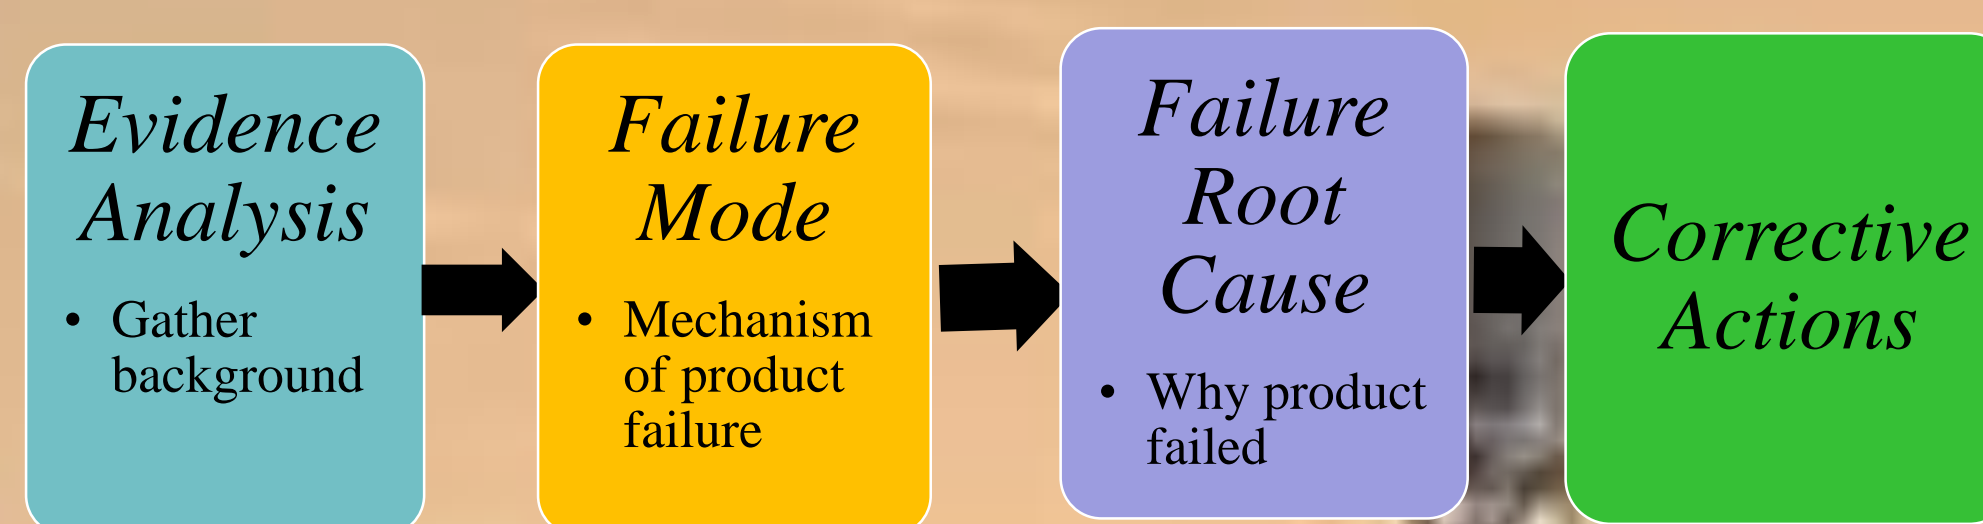 Evidence
Analysis
• Gather
background
Failure
Mode
• Mechanism
of product
failure
Failure
Root
Cause
• Why product
failed
Corrective
Actions